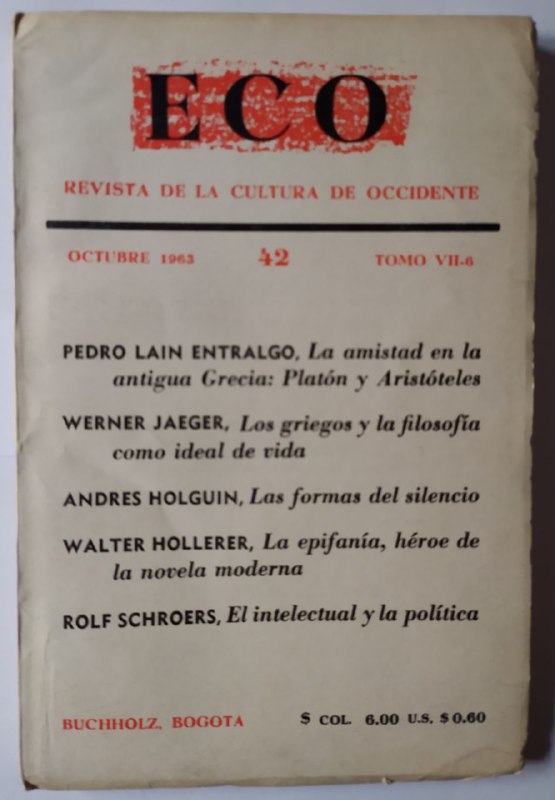 ECO
REVISTA DE LA CULTURA DE OCCIDENTE
OCTUBRE 1963 42 TOMO VII-6
PEDRO LAIN ENTRALGO, La amistad en la
antigua Grecia: Platón y Aristóteles
WERNER JAEGER, Los griegos y la filosofía
como ideal de vida
ANDRES HOLGUIN, Las formas del silencio
WALTER HOLLERER, La epifanía, héroe de
la novela moderna
ROLF SCHROERS, El intelectual y la política
BUCHHOLZ, BOGOTA $ COL. 6.00 U.S. $0.60